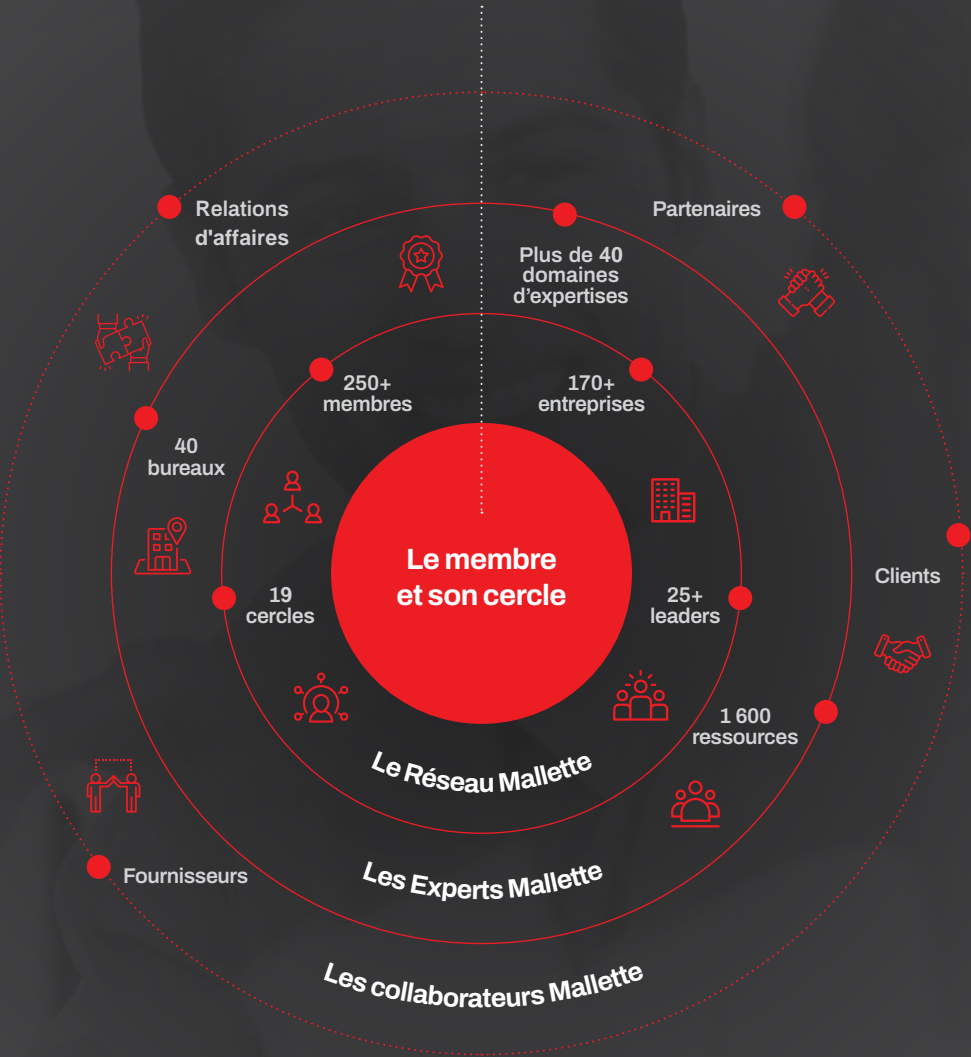 Relations
d'affaires
Partenaires
Plus de 40
domaines
d’expertises
250+
membres
170+
entreprises
40
bureaux
Le membre
et son cercle
Clients
19
cercles
25+
leaders
1 600
ressources
Le Réseau Mallette
Fournisseurs
Les Experts Mallette
Les collaborateurs Mallette